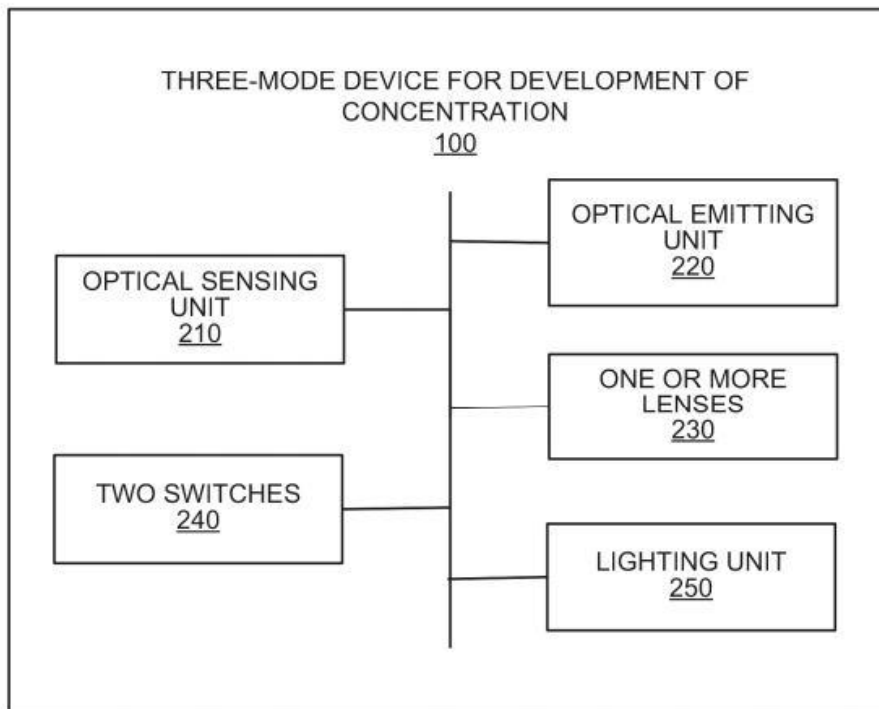 THREE-MODE DEVICE FOR DEVELOPMENT OF
CONCENTRATION
100
OPTICAL EMITTING
UNIT
220
OPTICAL SENSING
UNIT
210
ONE OR MORE
LENSES
230
TWO SWITCHES
240
LIGHTING UNIT
250